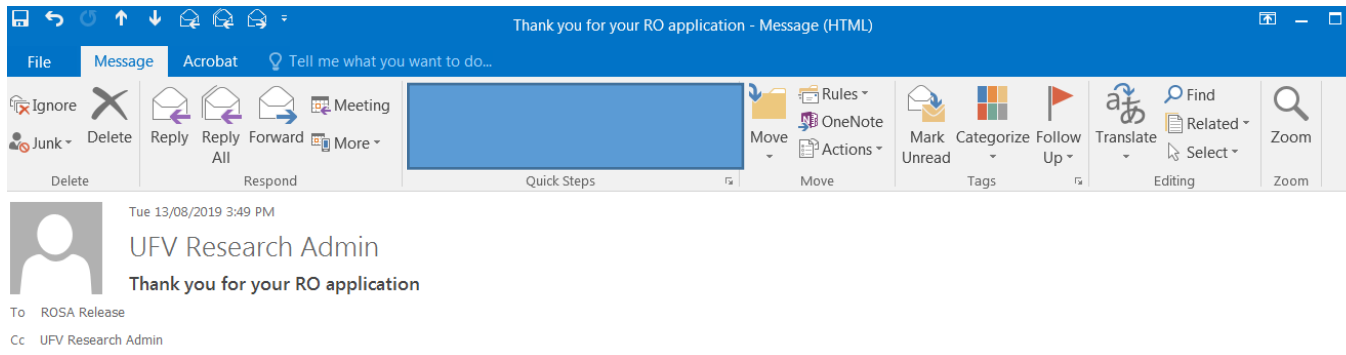 Thank you for your RO application - Message (HTML)
File Message Acrobat Tell me what you want to do...
Ignore Junk Delete Reply Reply All Forward Meeting More Move Rules OneNote Actions Mark Unread Categorize Follow Up Translate Find Related Select Zoom
Delete Respond Quick Steps Move Tags Editing Zoom
Tue 13/08/2019 3:49 PM
UFV Research Admin
Thank you for your RO application
To ROSA Release
Cc UFV Research Admin